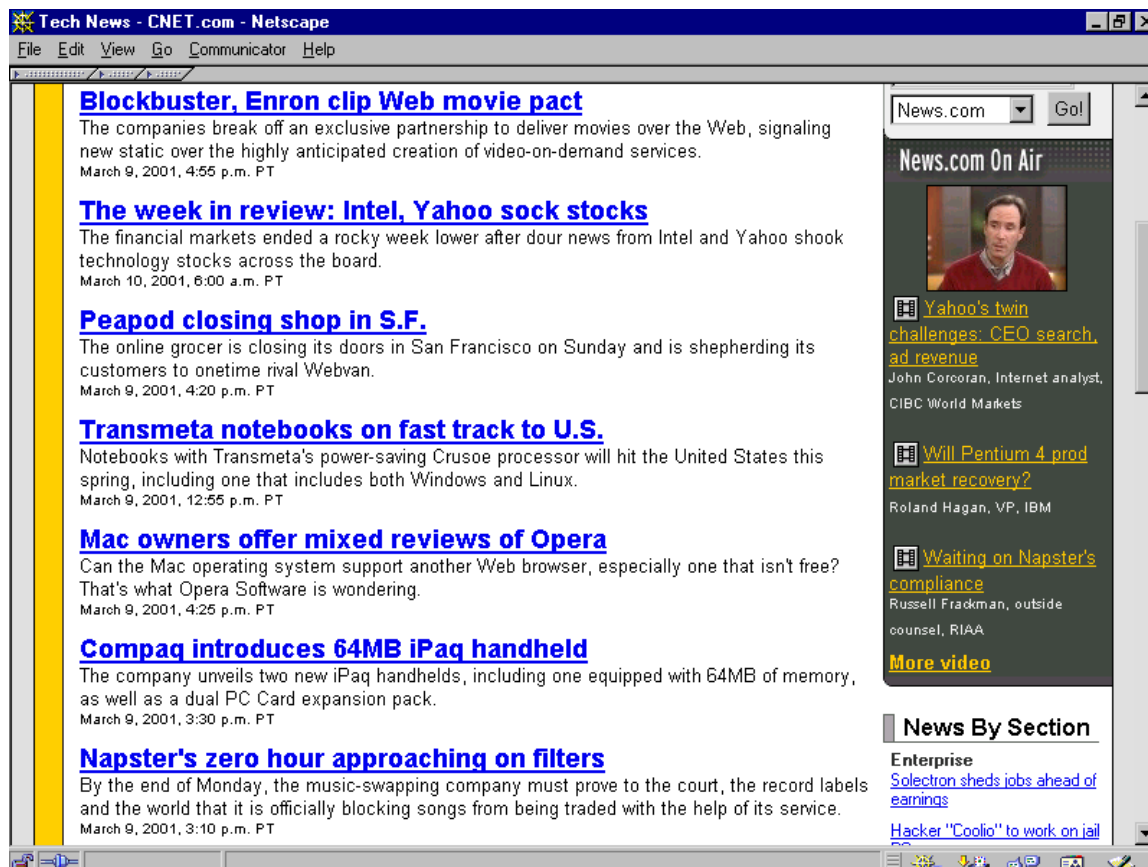 Tech News - CNET.com - Netscape
File Edit View Go Communicator Help
Blockbuster, Enron clip Web movie pact
The companies break off an exclusive partnership to deliver movies over the Web, signaling
new static over the highly anticipated creation of video-on-demand services.
March 9, 2001, 4:55 p.m. PT
The week in review: Intel, Yahoo sock stocks
The financial markets ended a rocky week lower after dour news from Intel and Yahoo shook
technology stocks across the board.
March 10, 2001, 6:00 a.m. PT
Peapod closing shop in S.F.
The online grocer is closing its doors in San Francisco on Sunday and is shepherding its
customers to onetime rival Webvan.
March 9, 2001, 4:20 p.m. PT
Transmeta notebooks on fast track to U.S.
Notebooks with Transmeta's power-saving Crusoe processor will hit the United States this
spring, including one that includes both Windows and Linux.
March 9, 2001, 12:55 p.m. PT
Mac owners offer mixed reviews of Opera
Can the Mac operating system support another Web browser, especially one that isn't free?
That's what Opera Software is wondering.
March 9, 2001, 4:25 p.m. PT
Compaq introduces 64MB iPaq handheld
The company unveils two new iPaq handhelds, including one equipped with 64MB of memory,
as well as a dual PC Card expansion pack.
March 9, 2001, 3:30 p.m. PT
Napster's zero hour approaching on filters
By the end of Monday, the music-swapping company must prove to the court, the record labels
and the world that it is officially blocking songs from being traded with the help of its service.
March 9, 2001, 3:10 p.m. PT
News.com Go!
News.com On Air
Yahoo's twin
challenges: CEO search,
ad revenue
John Corcoran, Internet analyst,
CIBC World Markets
Will Pentium 4 prod
market recovery?
Roland Hagan, VP, IBM
Waiting on Napster's
compliance
Russell Frackman, outside
counsel, RIAA
More video
News By Section
Enterprise
Solectron sheds jobs ahead of
earnings
Hacker "Coolio" to work on jail